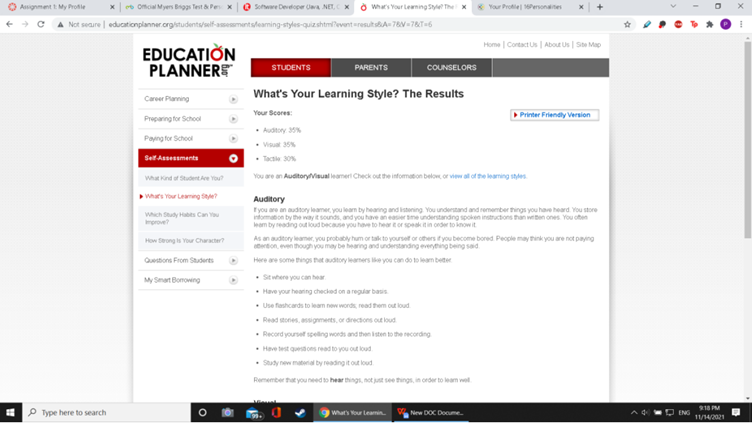 Assignment 1: My Profile
Official Myers Briggs Test & Pers
Software Developer (Java, .NET, C
What's Your Learning Style? The
Your Profile | 16Personalities
Not secure | educationplanner.org/students/self-assessments/learning-styles-quiz.shtml?event=results&A=7&V=7&T=6
Home | Contact Us | About Us | Site Map
EDUCATION
PLANNER.org
STUDENTS
PARENTS
COUNSELORS
Career Planning
Preparing for School
Paying for School
Self-Assessments
What Kind of Student Are You?
What's Your Learning Style?
Which Study Habits Can You
Improve?
How Strong Is Your Character?
Questions From Students
My Smart Borrowing
What's Your Learning Style? The Results
Your Scores:
Printer Friendly Version
Auditory: 35%
Visual: 35%
Tactile: 30%
You are an Auditory/Visual learner! Check out the information below, or view all of the learning styles.
Auditory
If you are an auditory learner, you learn by hearing and listening. You understand and remember things you have heard. You store
information by the way it sounds, and you have an easier time understanding spoken instructions than written ones. You often
learn by reading out loud because you have to hear it or speak it in order to know it.
As an auditory learner, you probably hum or talk to yourself or others if you become bored. People may think you are not paying
attention, even though you may be hearing and understanding everything being said.
Here are some things that auditory learners like you can do to learn better.
Sit where you can hear.
Have your hearing checked on a regular basis.
Use flashcards to learn new words; read them out loud.
Read stories, assignments, or directions out loud.
Record yourself spelling words and then listen to the recording.
Have test questions read to you out loud.
Study new material by reading it out loud.
Remember that you need to hear things, not just see things, in order to learn well.
Visual
Type here to search
99+
What's Your Learnin...
New DOC Docume...
ENG
9:18 PM
11/14/2021